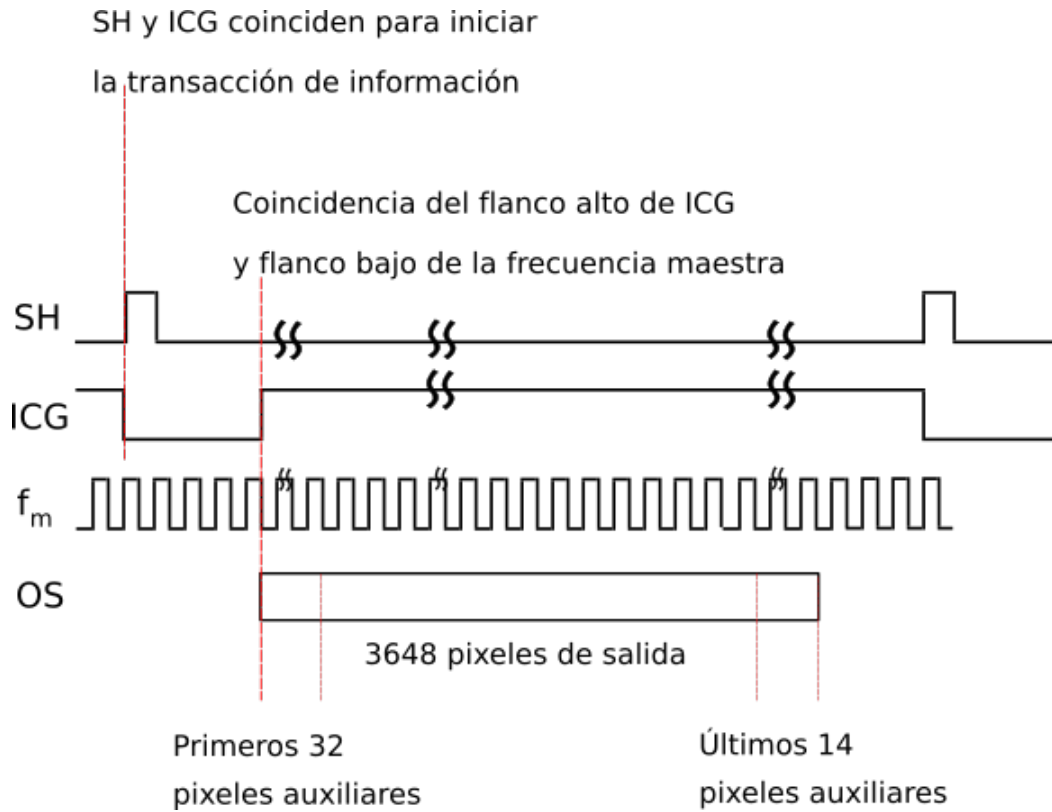 SH y ICG coinciden para iniciar
la transacción de información
Coincidencia del flanco alto de ICG
y flanco bajo de la frecuencia maestra
SH
ICG
fm
OS
3648 pixeles de salida
Primeros 32
pixeles auxiliares
Últimos 14
pixeles auxiliares